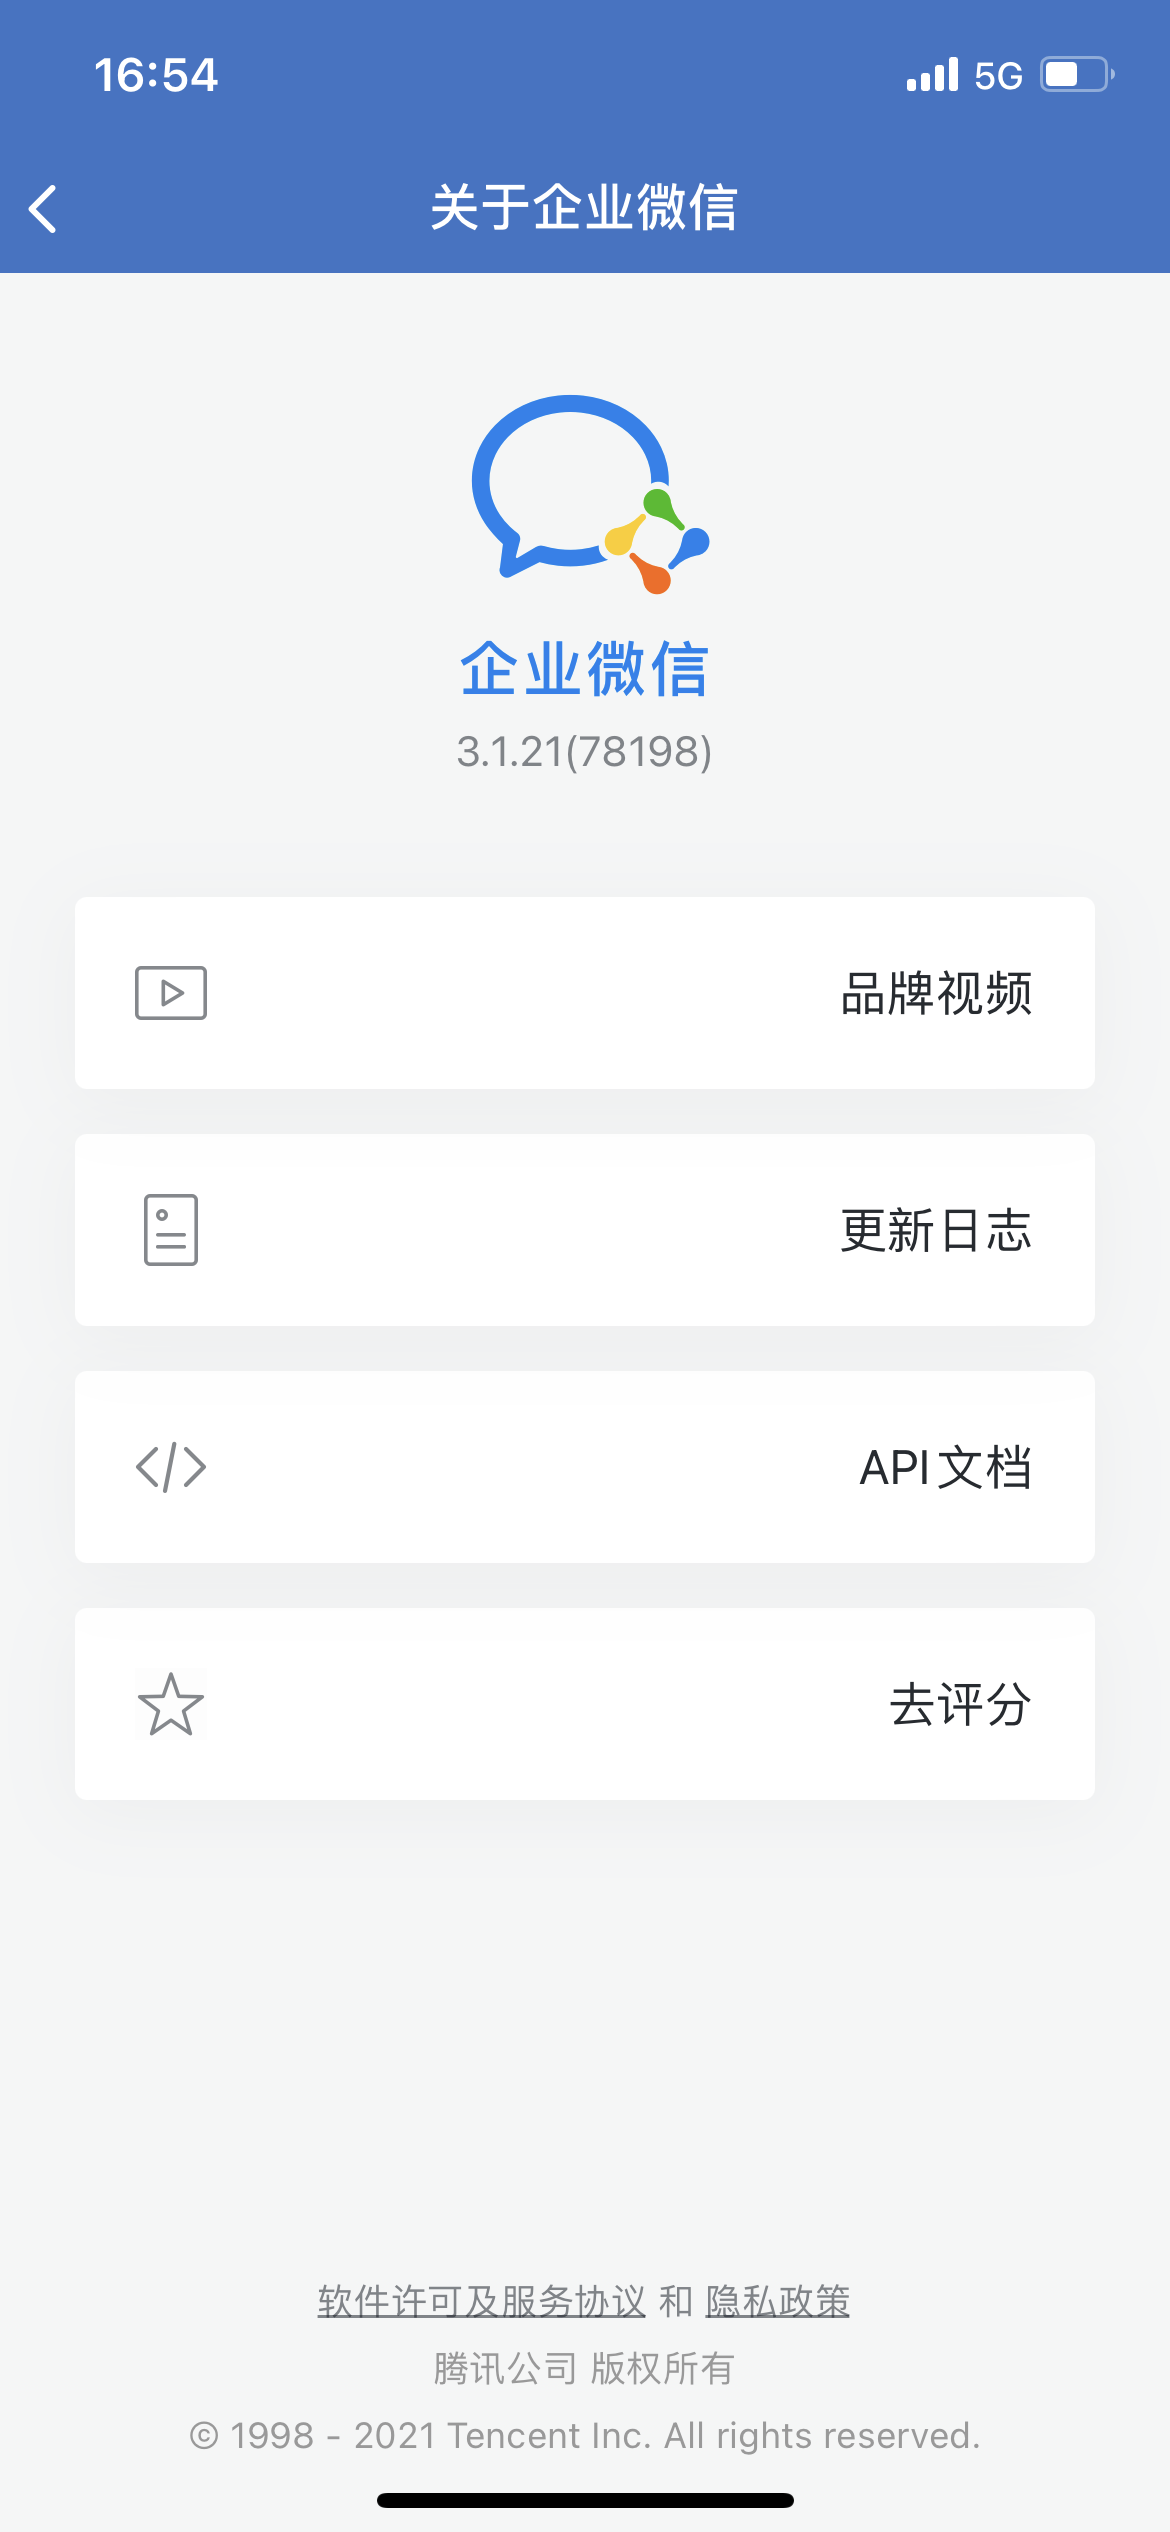 16:54
5G
关于企业微信
企业微信
3.1.21(78198)
品牌视频
更新日志
API 文档
去评分
软件许可及服务协议 和 隐私政策
腾讯公司 版权所有
© 1998 - 2021 Tencent Inc. All rights reserved.